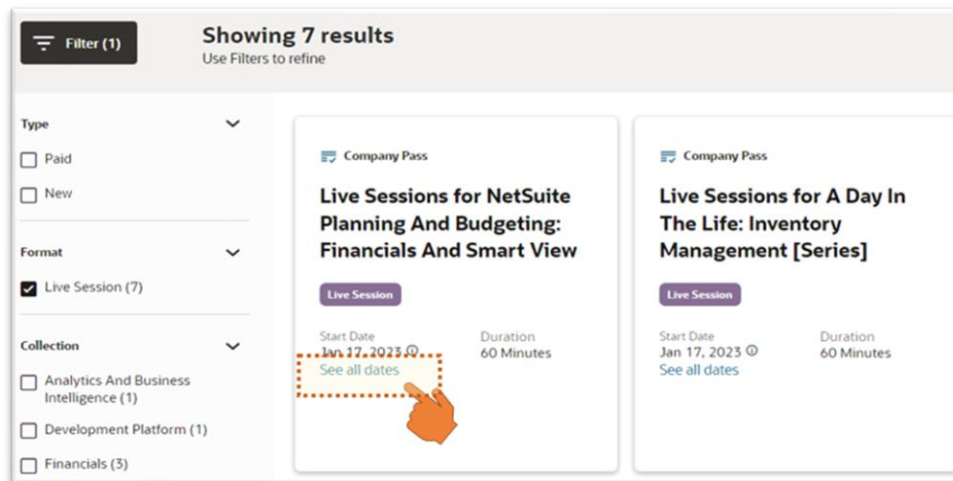 Filter (1)
Showing 7 results
Use Filters to refine
Type
Paid
New
Format
Live Session (7)
Collection
Analytics And Business
Intelligence (1)
Development Platform (1)
Financials (3)
Company Pass
Live Sessions for NetSuite
Planning And Budgeting:
Financials And Smart View
Live Session
Start Date
Jan 17, 2023
See all dates
Duration
60 Minutes
Company Pass
Live Sessions for A Day In
The Life: Inventory
Management [Series]
Live Session
Start Date
Jan 17, 2023
See all dates
Duration
60 Minutes